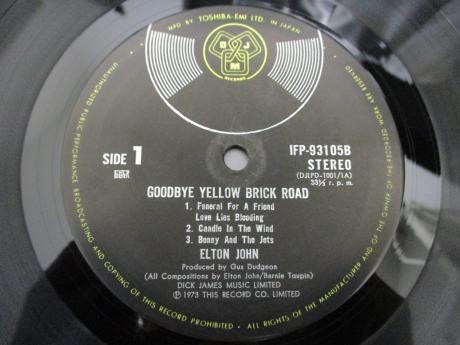 MFD BY TOSHIBA-EMI LTD. IN JAPAN
DJM
RECORDS
SIDE 1
IFP-93105B
STEREO
(DJLPD-1001/1A)
33⅓ r. p. m.
GOODBYE YELLOW BRICK ROAD
1. Funeral For A Friend
Love Lies Bleeding
2. Candle In The Wind
3. Benny And The Jets
ELTON JOHN
Produced by Gus Dudgeon
(All Compositions by Elton John/Bernie Taupin)
DICK JAMES MUSIC LIMITED
Ⓟ 1973 THIS RECORD CO. LIMITED
UNAUTHORIZED PUBLIC PERFORMANCE BROADCASTING AND COPYING OF THIS RECORD PROHIBITED · ALL RIGHTS OF THE MANUFACTURER AND OF THE OWNER OF THE RECORDED WORK ARE RESERVED